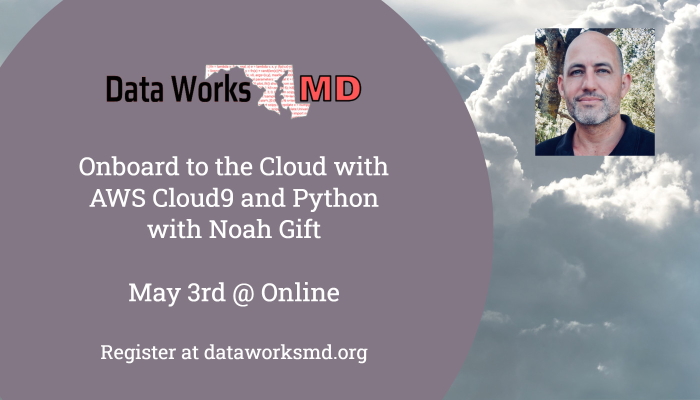 Data Works MD
Onboard to the Cloud with
AWS Cloud9 and Python
with Noah Gift
May 3rd @ Online
Register at dataworksmd.org